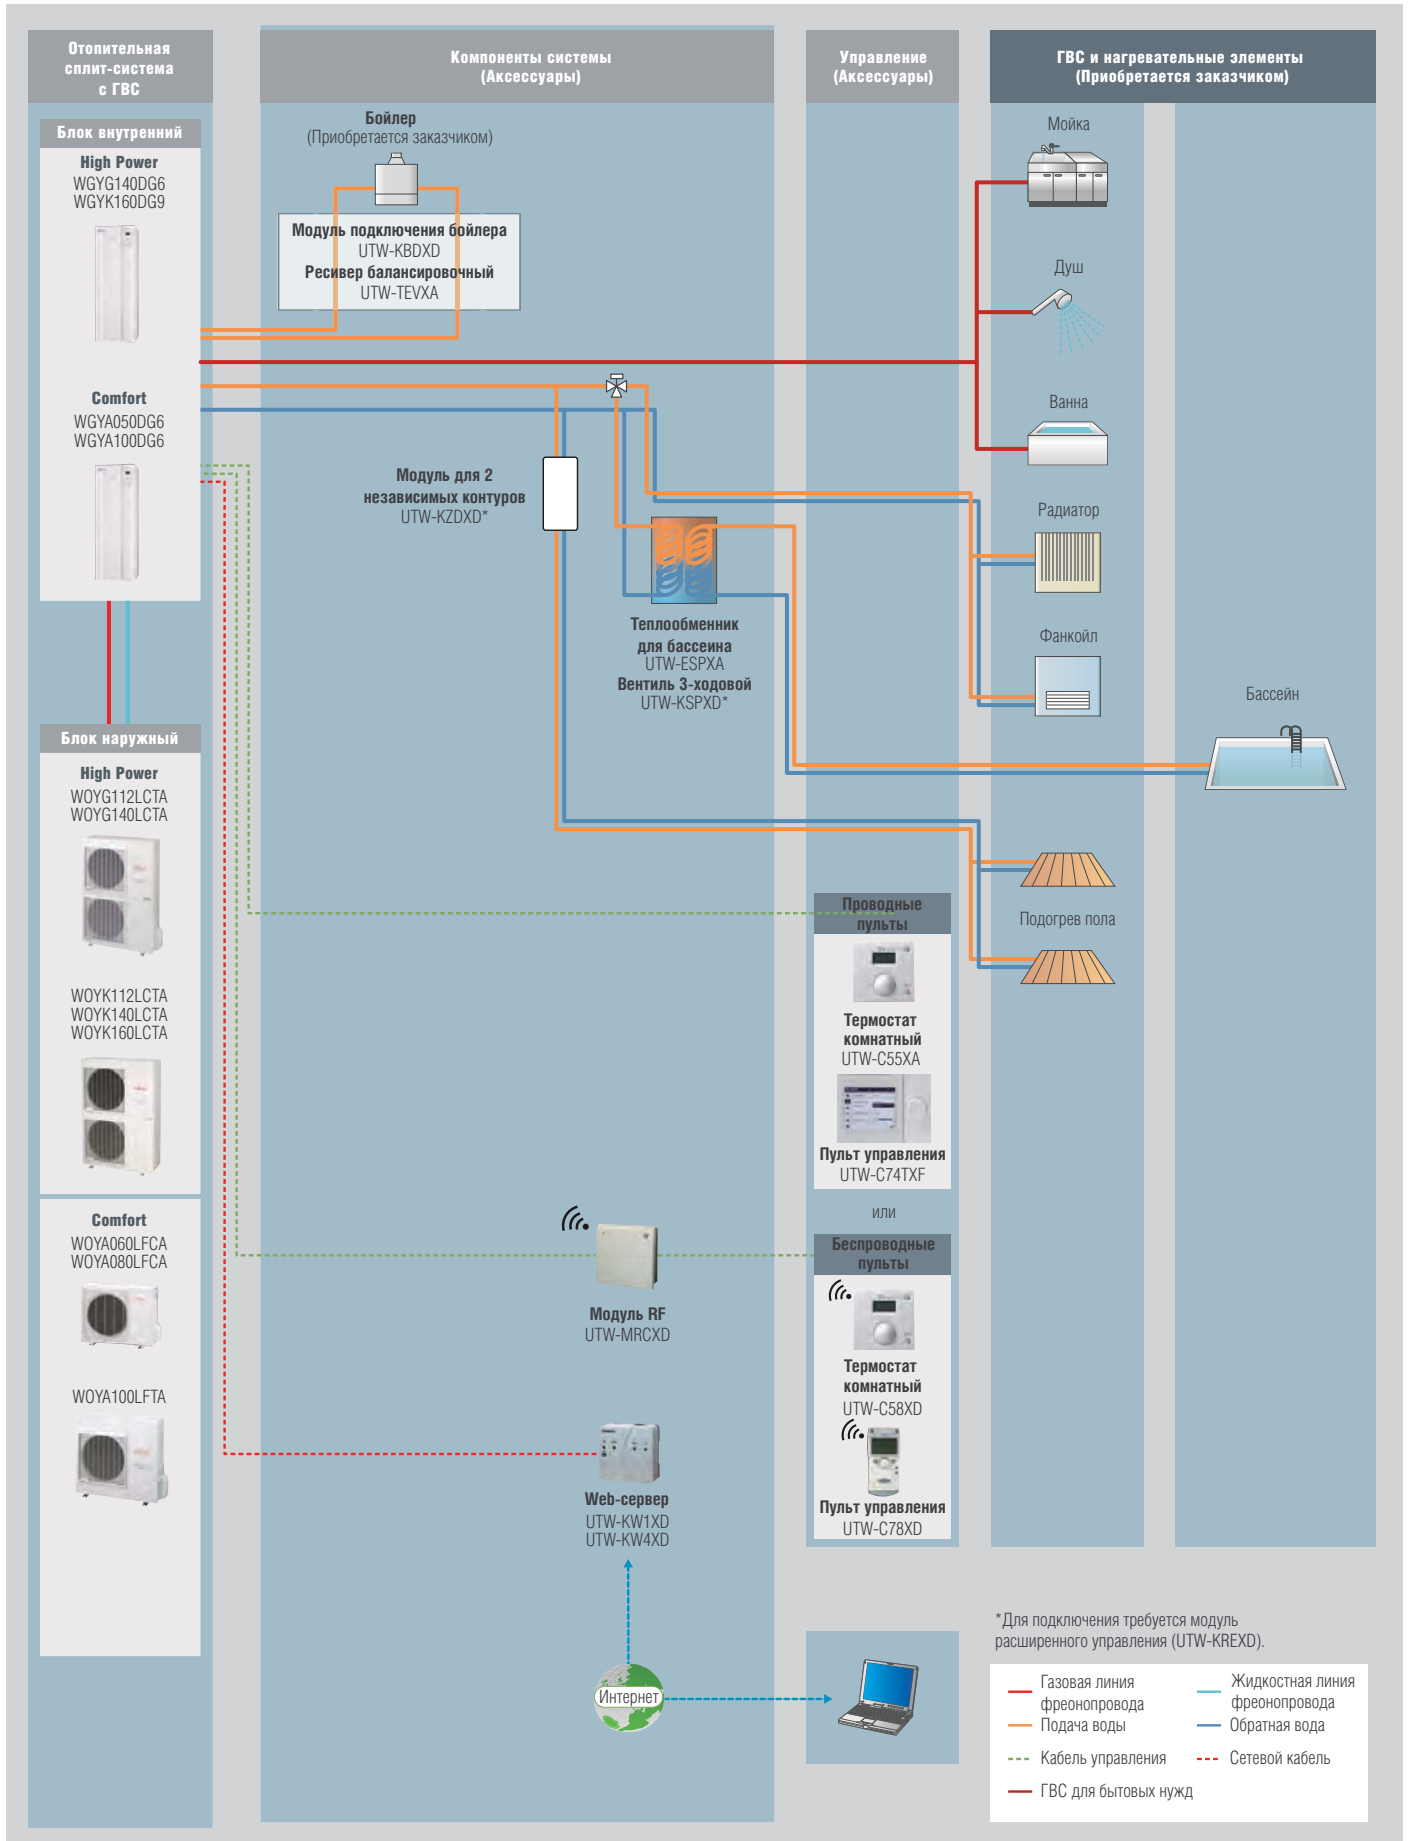 Отопительная
сплит-система
с ГВС
Блок внутренний
High Power
WGYG140DG6
WGYK160DG9
Comfort
WGYA050DG6
WGYA100DG6
Блок наружный
High Power
WOYG112LCTA
WOYG140LCTA
WOYK112LCTA
WOYK140LCTA
WOYK160LCTA
Comfort
WOYA060LFCA
WOYA080LFCA
WOYA100LFTA
Компоненты системы
(Аксессуары)
Бойлер
(Приобретается заказчиком)
Модуль подключения бойлера
UTW-KBDXD
Ресивер балансировочный
UTW-TEVXA
Модуль для 2
независимых контуров
UTW-KZDXD*
Теплообменник
для бассеина
UTW-ESPXA
Вентиль 3-ходовой
UTW-KSPXD*
Модуль RF
UTW-MRCXD
Web-сервер
UTW-KW1XD
UTW-KW4XD
Интернет
Управление
(Аксессуары)
Проводные
пульты
Термостат
комнатный
UTW-C55XA
Пульт управления
UTW-C74TXF
или
Беспроводные
пульты
Термостат
комнатный
UTW-C58XD
Пульт управления
UTW-C78XD
ГВС и нагревательные элементы
(Приобретается заказчиком)
Мойка
Душ
Ванна
Радиатор
Фанкойл
Бассейн
Подогрев пола
*Для подключения требуется модуль
расширенного управления (UTW-KREXD).
Газовая линия
фреонопровода
Жидкостная линия
фреонопровода
Подача воды
Обратная вода
Кабель управления
Сетевой кабель
ГВС для бытовых нужд